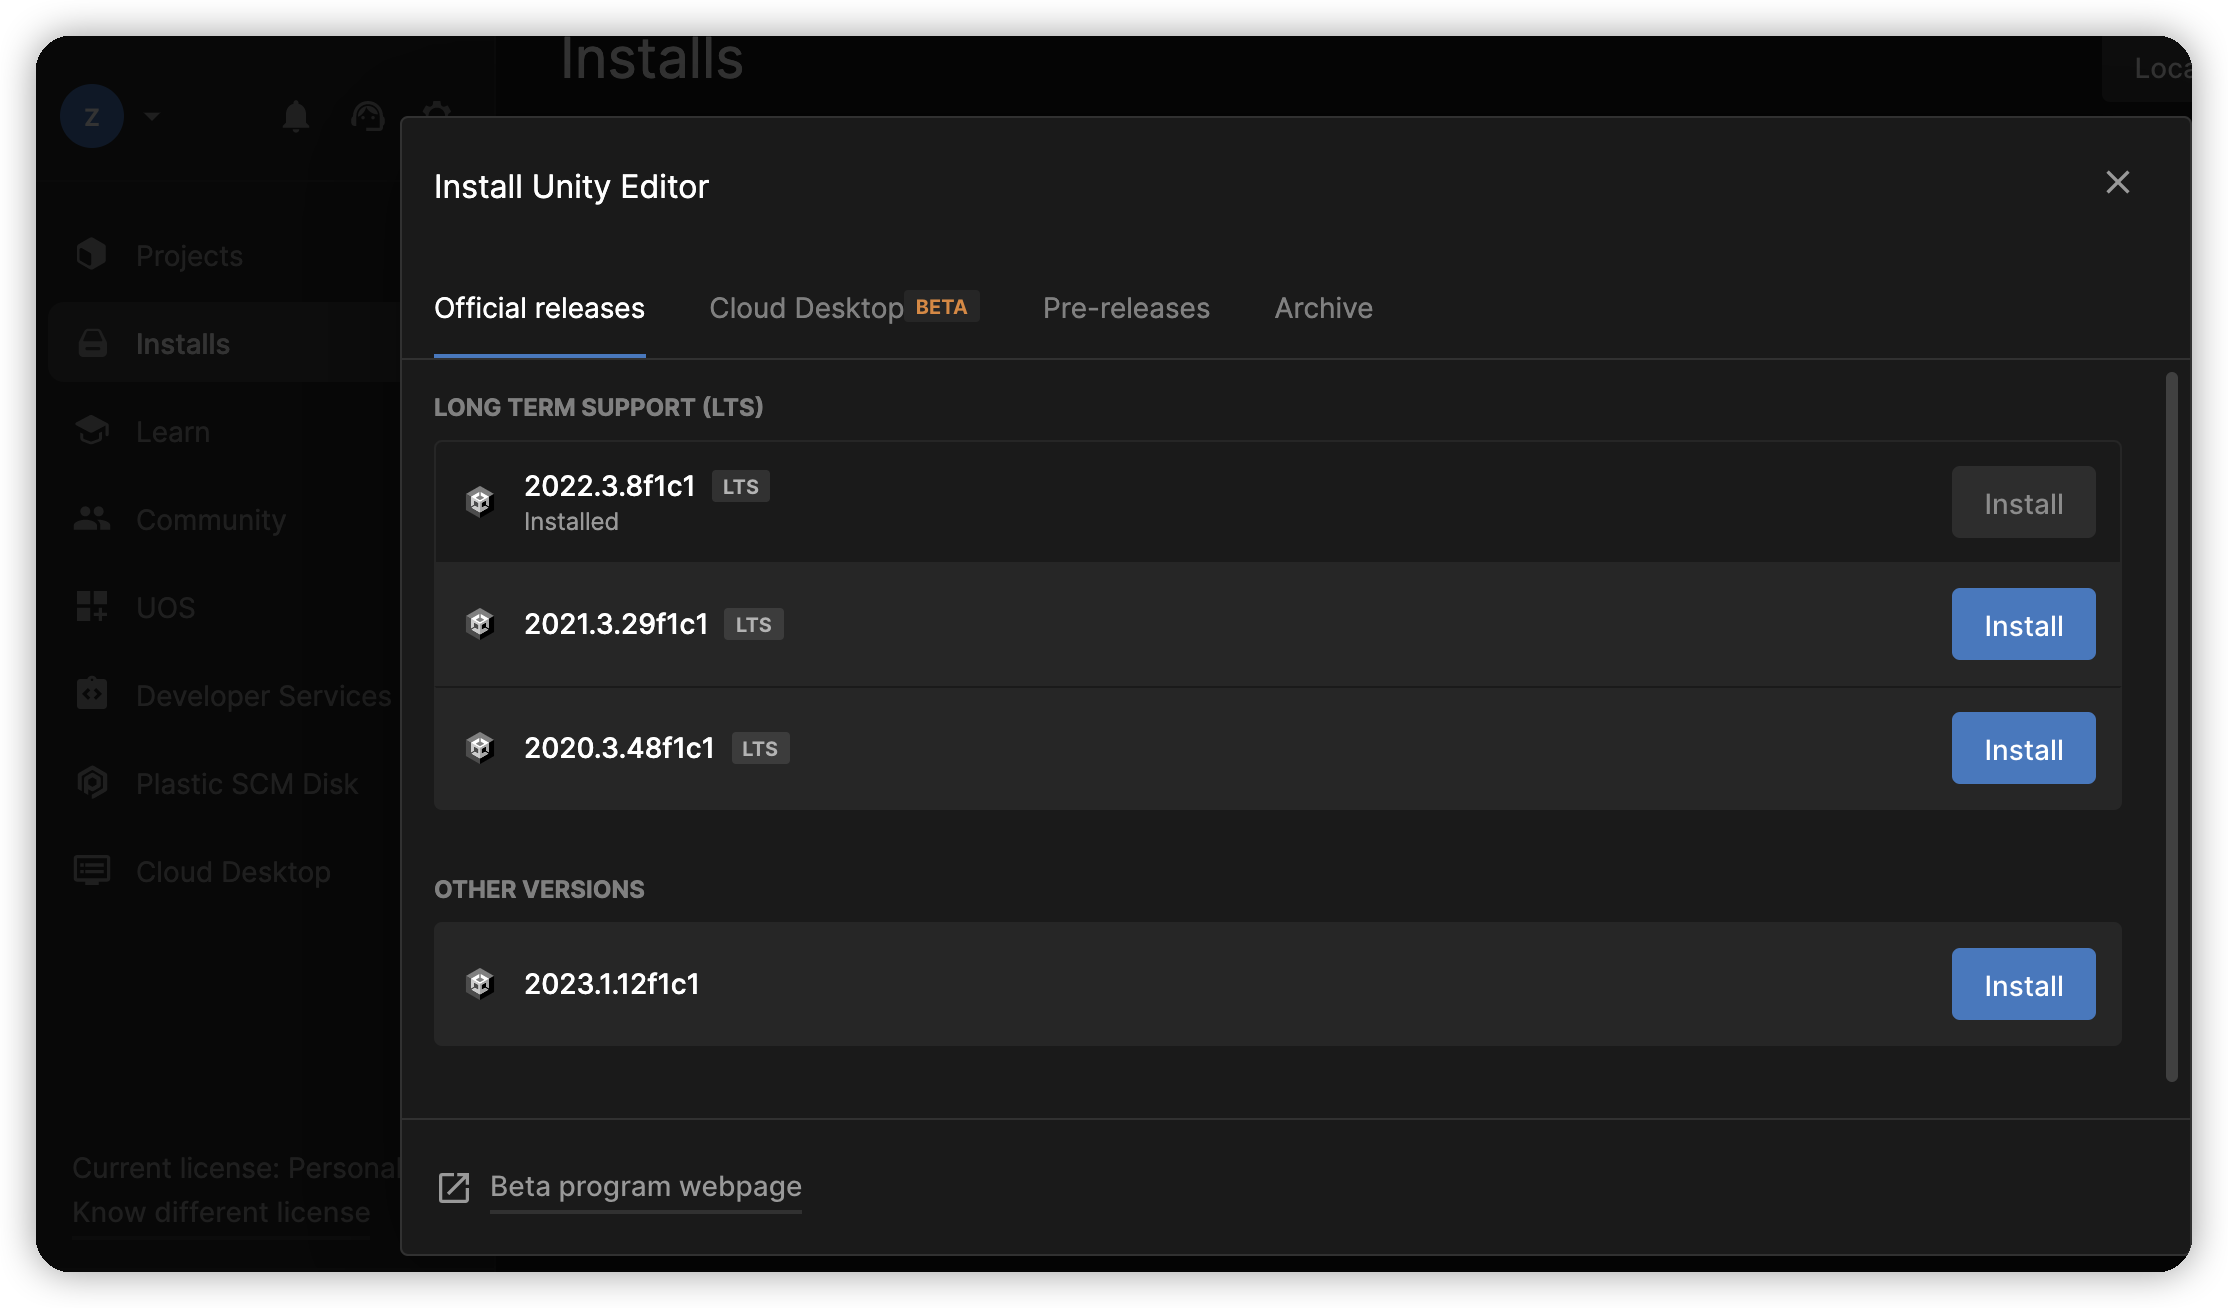 Installs
Loca
Z
Install Unity Editor
Projects
Installs
Learn
Community
UOS
Developer Services
Plastic SCM Disk
Cloud Desktop
Current license: Personal
Know different license
Official releases
Cloud Desktop BETA
Pre-releases
Archive
LONG TERM SUPPORT (LTS)
2022.3.8f1c1 LTS
Installed
Install
2021.3.29f1c1 LTS
Install
2020.3.48f1c1 LTS
Install
OTHER VERSIONS
2023.1.12f1c1
Install
Beta program webpage